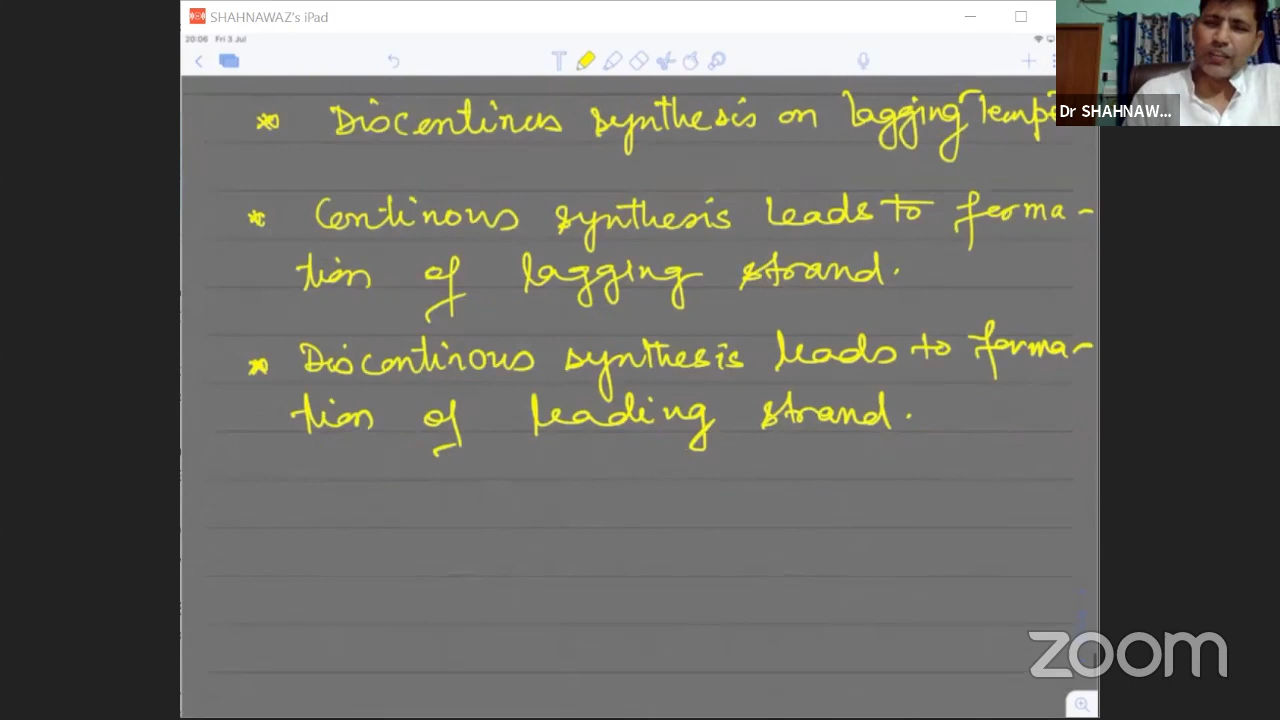 SHAHNAWAZ's iPad
20:06 Fri 3 Jul
Dr SHAHNAW...
* Discontinus synthesis on lagging
* Continous synthesis leads to forma-
tion of lagging strand.
* Discontinous synthesis leads to forma-
tion of leading strand.
zoom